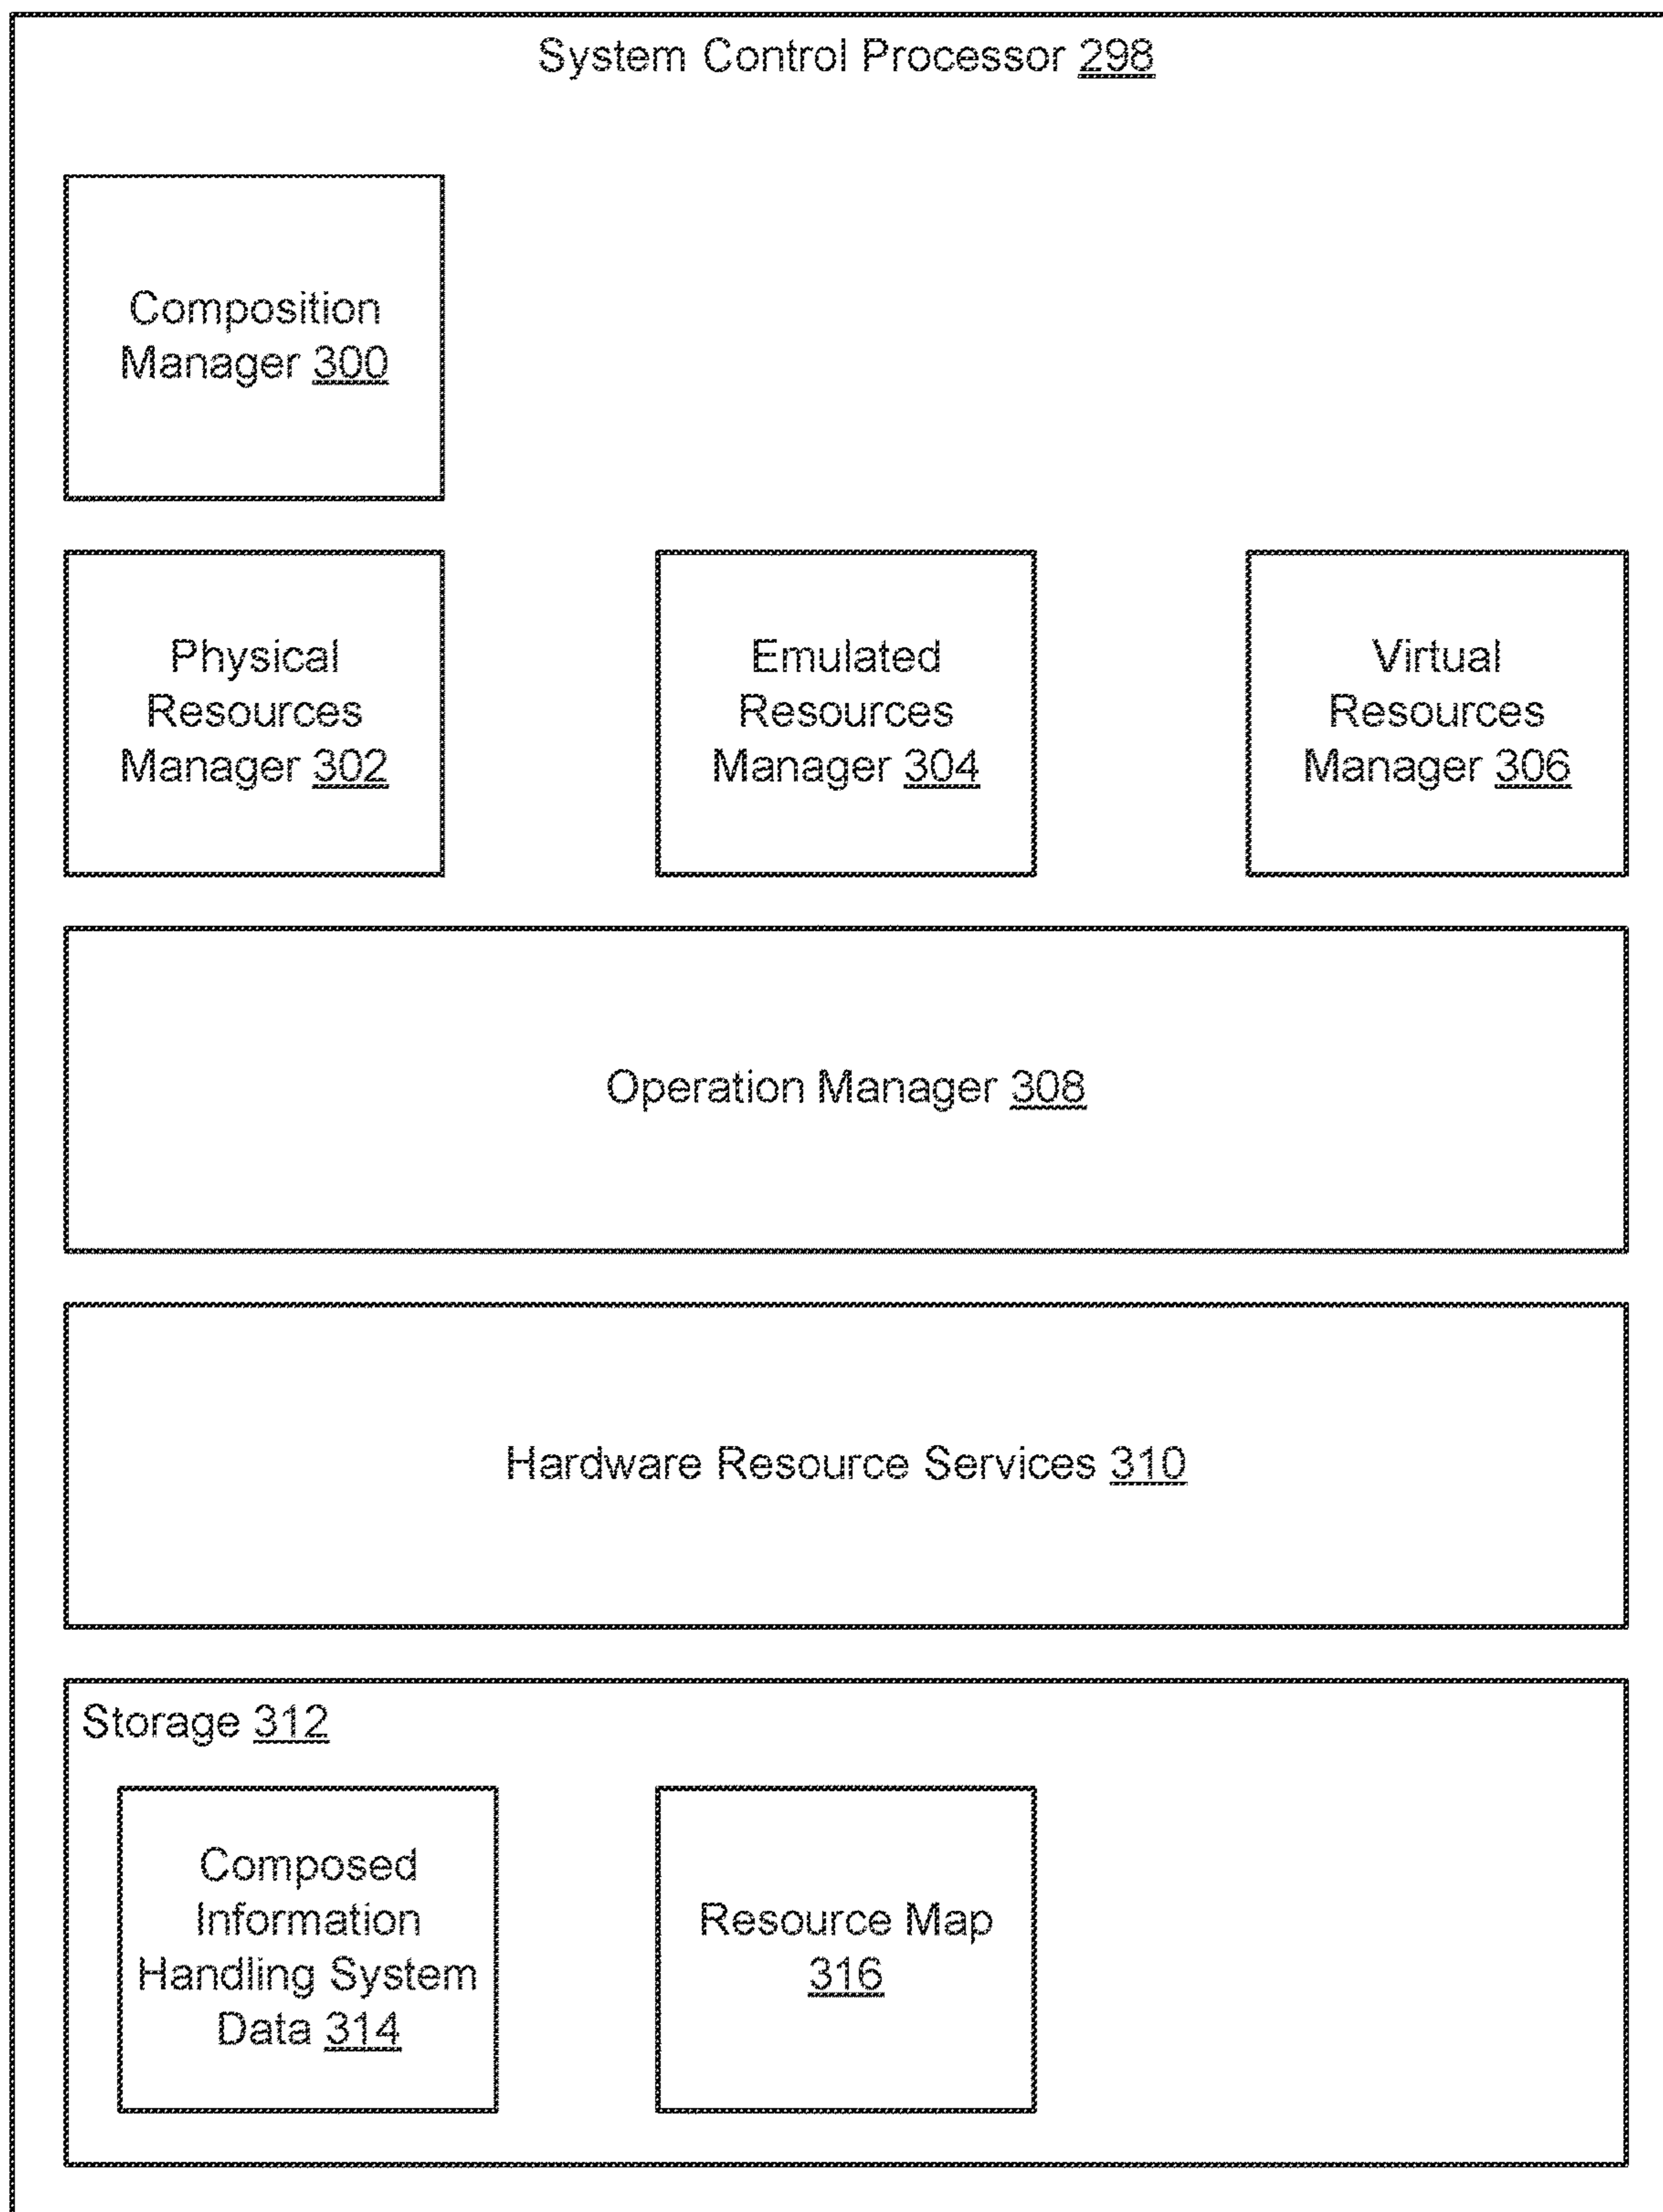 System Control Processor 298
Composition
Manager 300
Physical
Resources
Manager 302
Emulated
Resources
Manager 304
Virtual
Resources
Manager 306
Operation Manager 308
Hardware Resource Services 310
Storage 312
Composed
Information
Handling System
Data 314
Resource Map
316